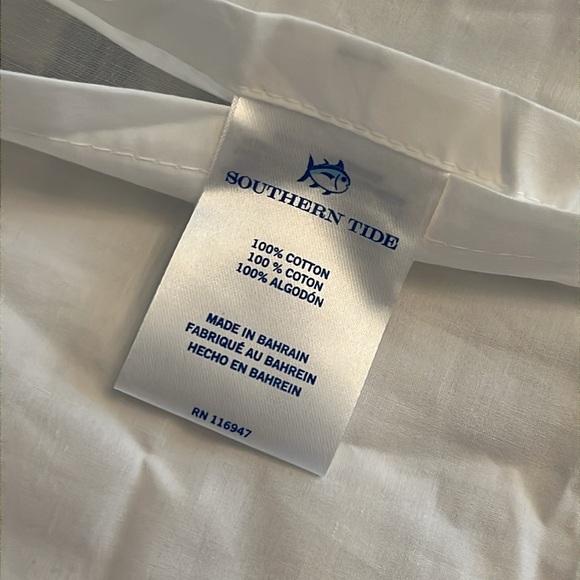 SOUTHERN TIDE
100% COTTON
100 % COTON
100% ALGODÓN
MADE IN BAHRAIN
FABRIQUÉ AU BAHREIN
HECHO EN BAHREIN
RN 116947